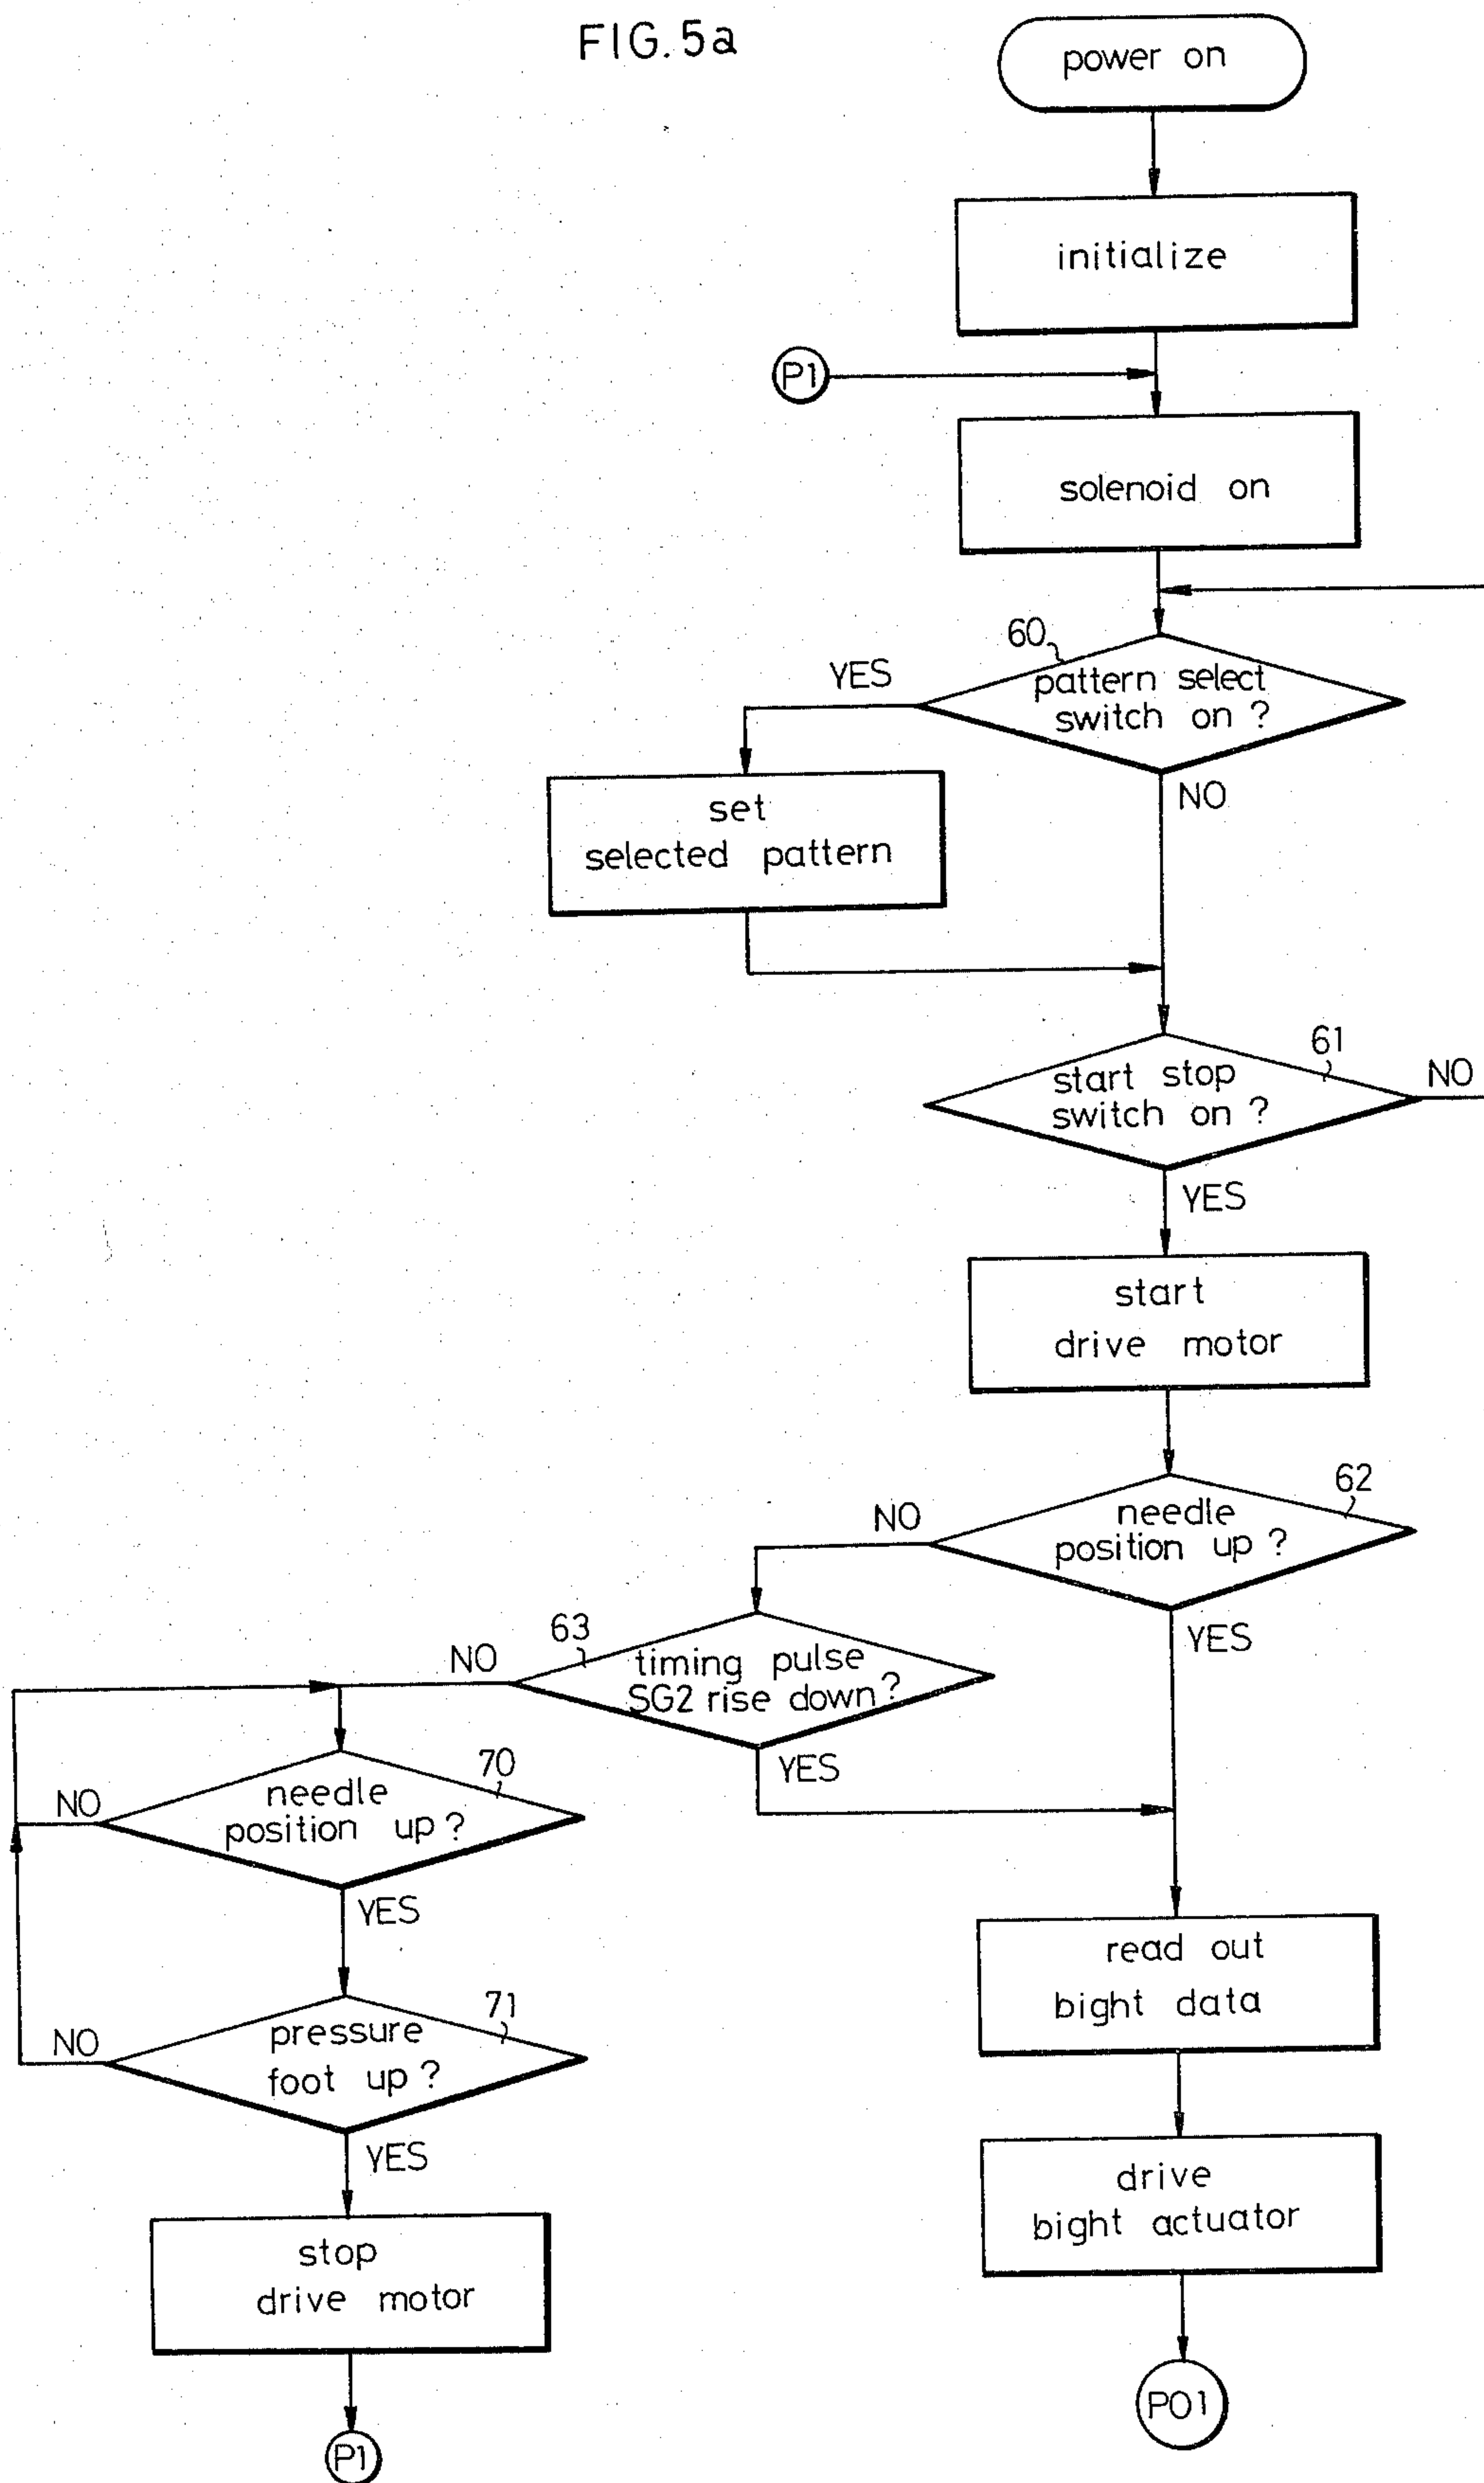 FIG. 5a
power on
initialize
P1
solenoid on
60
YES
pattern select
switch on ?
NO
set
selected pattern
61
start stop
switch on ?
NO
YES
start
drive motor
62
NO
needle
position up ?
YES
63
NO
timing pulse
SG2 rise down ?
YES
70
NO
needle
position up ?
YES
read out
bight data
71
NO
pressure
foot up ?
YES
drive
bight actuator
stop
drive motor
P01
P1